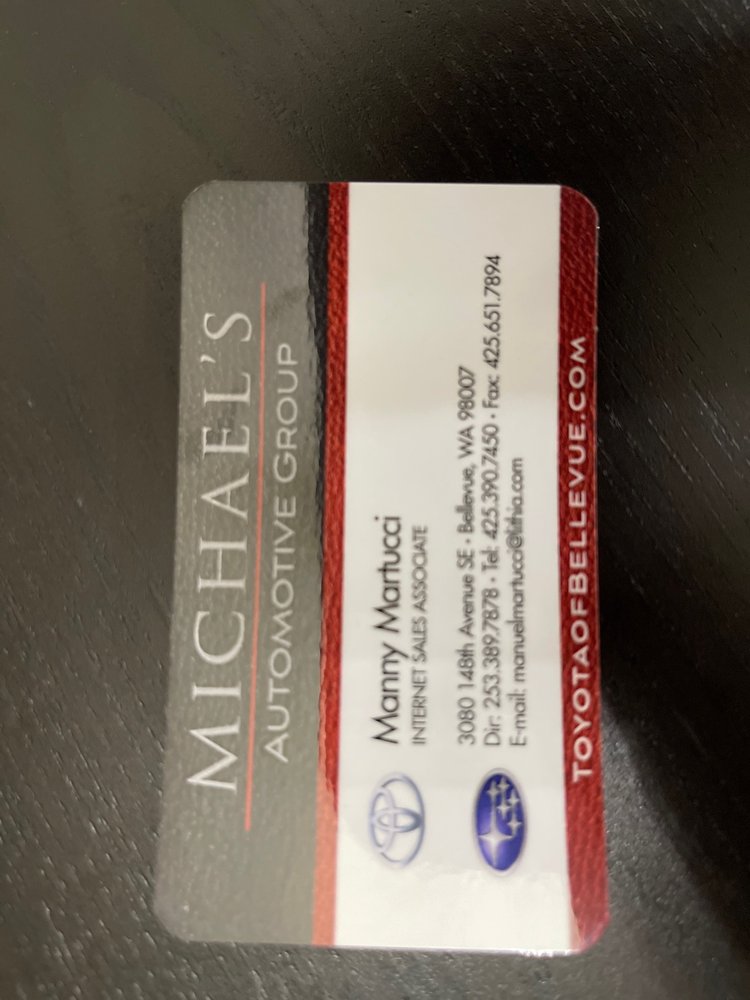 MICHAEL'S
AUTOMOTIVE GROUP
Manny Martucci
INTERNET SALES ASSOCIATE
3080 148th Avenue SE • Bellevue, WA 98007
Dir: 253.389.7878 • Tel: 425.390.7450 • Fax: 425.651.7894
E-mail: manuelmartucci@lithia.com
TOYOTAOFBELLEVUE.COM